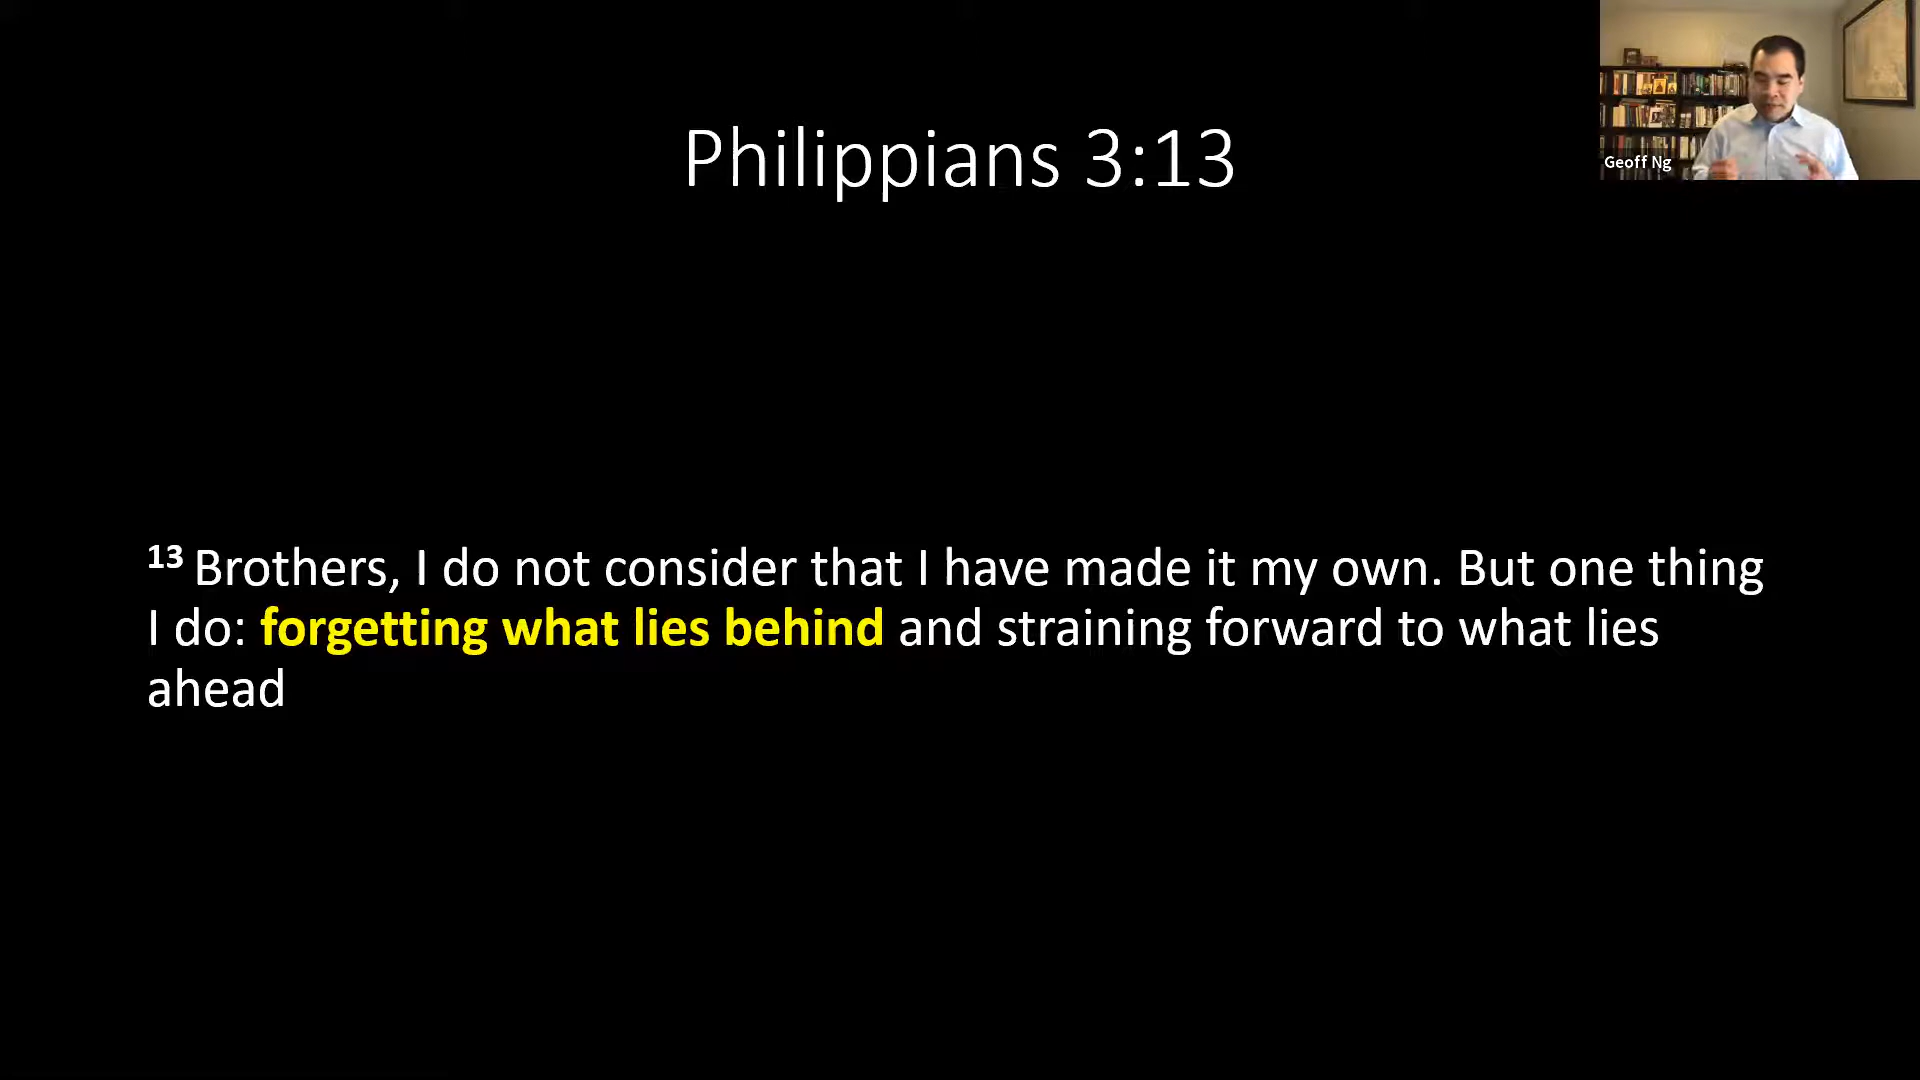 Philippians 3:13
Geoff Ng
13 Brothers, I do not consider that I have made it my own. But one thing
I do: forgetting what lies behind and straining forward to what lies
ahead